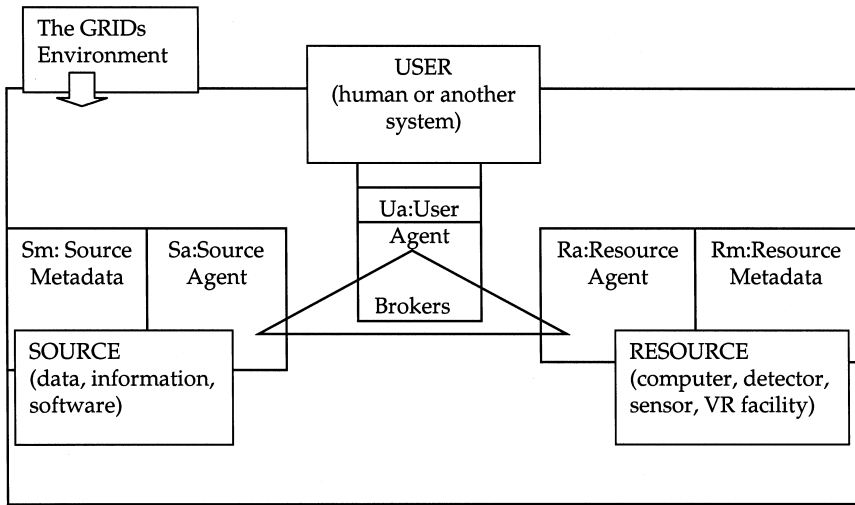 The GRIDs
Environment
USER
(human or another
system)
Ua:User
Agent
Brokers
Sm: Source
Metadata
Sa:Source
Agent
Ra:Resource
Agent
Rm:Resource
Metadata
SOURCE
(data, information,
software)
RESOURCE
(computer, detector,
sensor, VR facility)